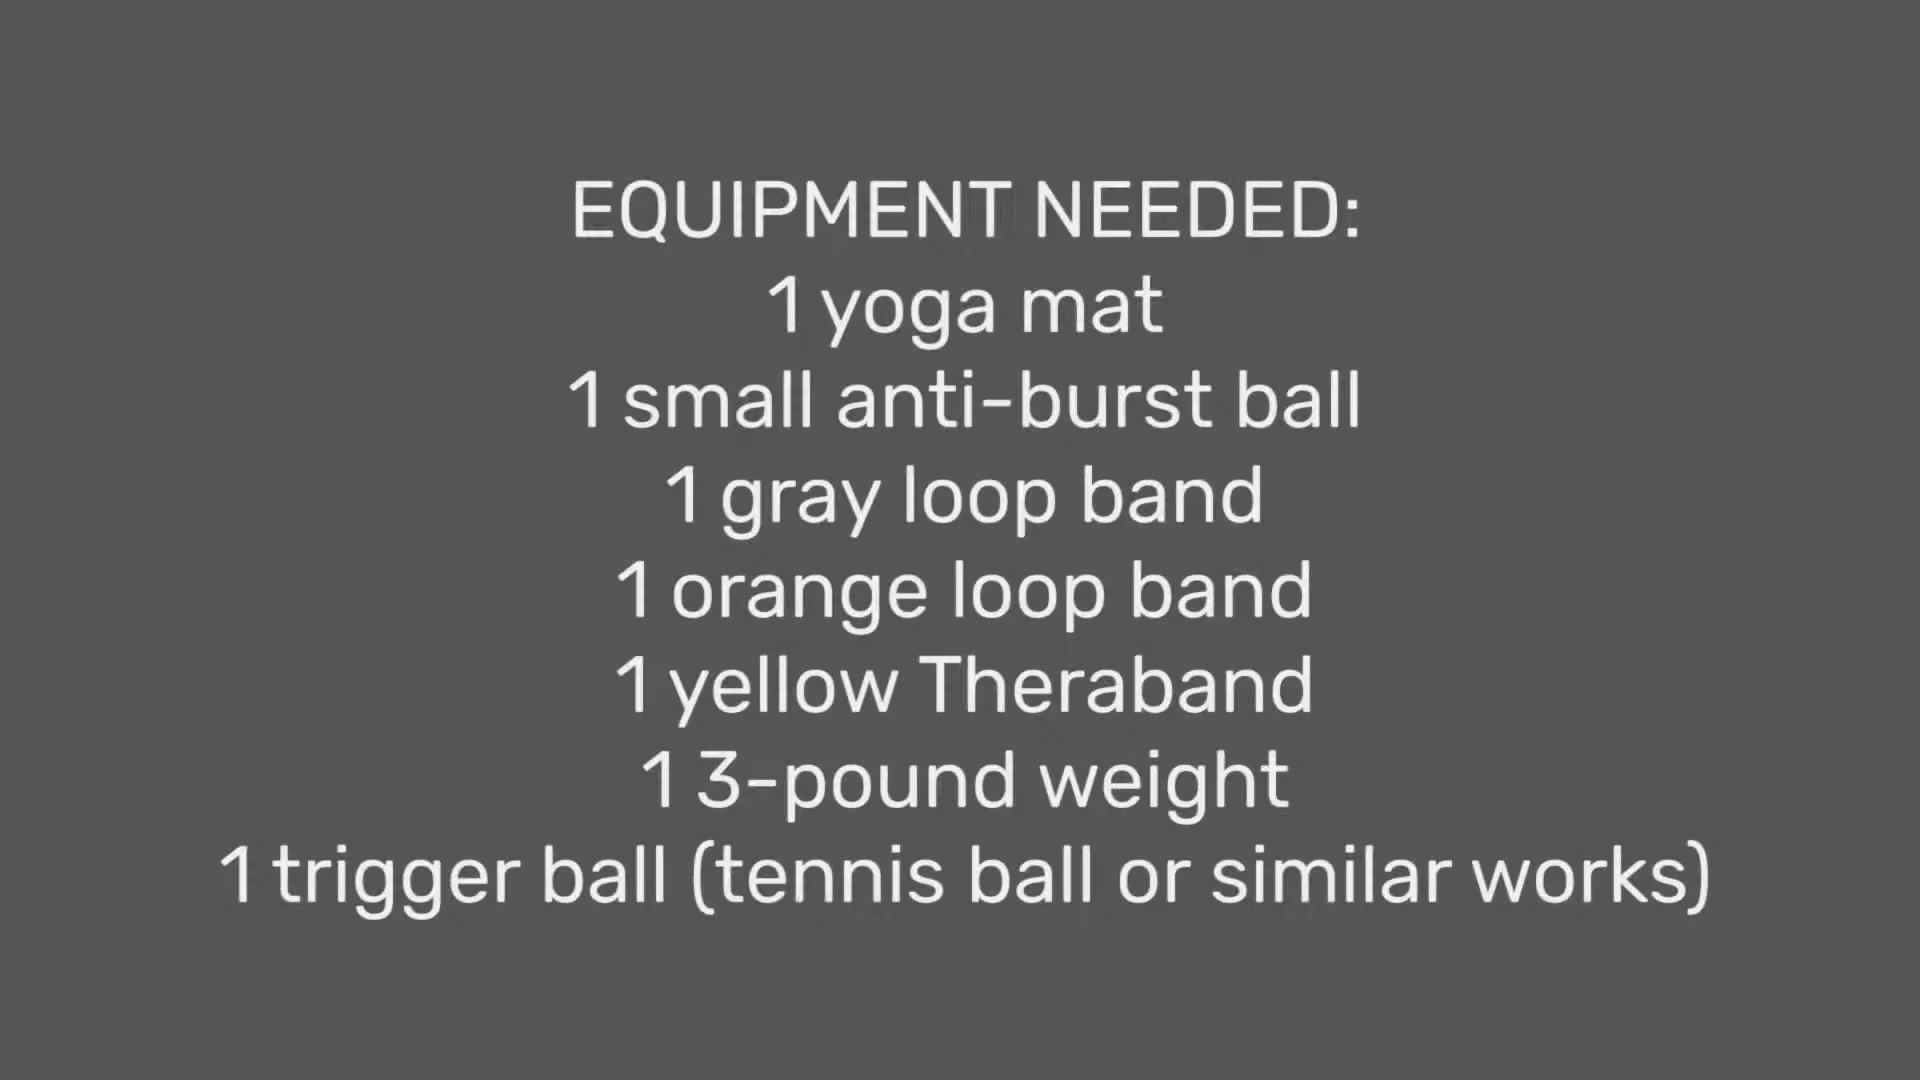 EQUIPMENT NEEDED:
1 yoga mat
1 small anti-burst ball
1 gray loop band
1 orange loop band
1 yellow Theraband
1 3-pound weight
1 trigger ball (tennis ball or similar works)